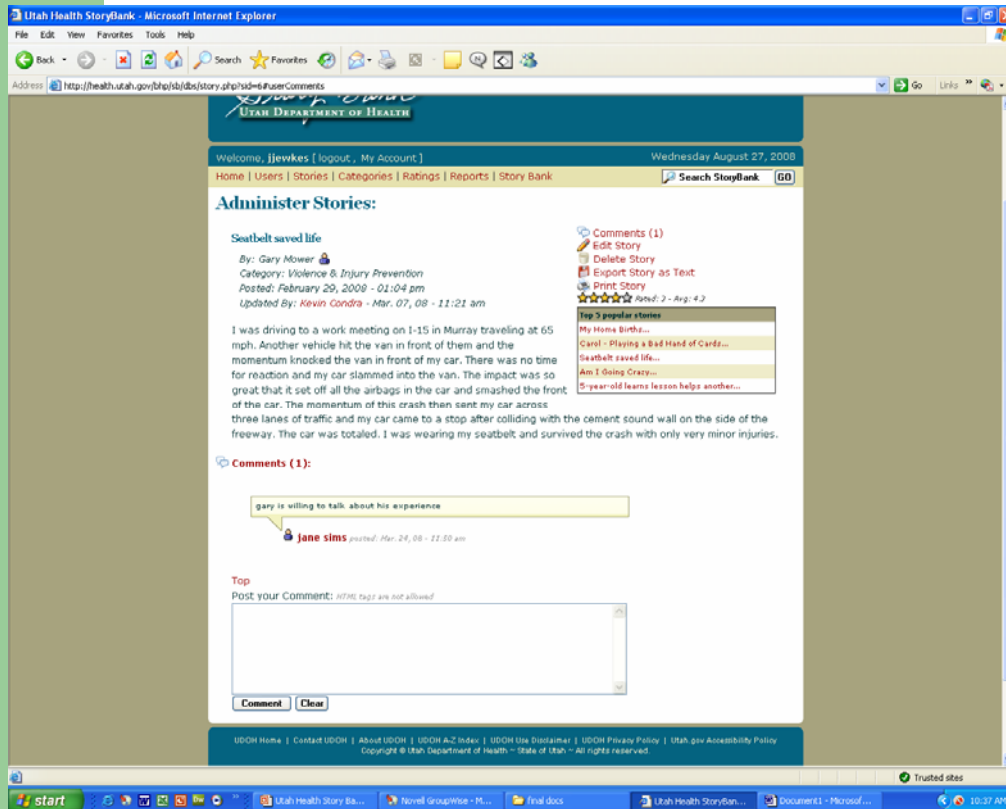 Utah Health StoryBank - Microsoft Internet Explorer
File Edit View Favorites Tools Help
Back Search Favorites
Address http://health.utah.gov/bhp/sb/dbs/story.php?sid=6#userComments Go Links
UTAH DEPARTMENT OF HEALTH
Welcome, jjewkes [ logout , My Account ] Wednesday August 27, 2008
Home | Users | Stories | Categories | Ratings | Reports | Story Bank Search StoryBank GO
Administer Stories:
Seatbelt saved life
By: Gary Mower
Category: Violence & Injury Prevention
Posted: February 29, 2008 - 01:04 pm
Updated By: Kevin Condra - Mar. 07, 08 - 11:21 am
Comments (1)
Edit Story
Delete Story
Export Story as Text
Print Story
Rated: 3 - Avg: 4.3
Top 5 popular stories
My Home Births...
Carol - Playing a Bad Hand of Cards...
Seatbelt saved life...
Am I Going Crazy...
5-year-old learns lesson helps another...
I was driving to a work meeting on I-15 in Murray traveling at 65
mph. Another vehicle hit the van in front of them and the
momentum knocked the van in front of my car. There was no time
for reaction and my car slammed into the van. The impact was so
great that it set off all the airbags in the car and smashed the front
of the car. The momentum of this crash then sent my car across
three lanes of traffic and my car came to a stop after colliding with the cement sound wall on the side of the
freeway. The car was totaled. I was wearing my seatbelt and survived the crash with only very minor injuries.
Comments (1):
gary is willing to talk about his experience
jane sims posted: Mar. 24, 08 - 11:50 am
Top
Post your Comment: HTML tags are not allowed
Comment Clear
UDOH Home | Contact UDOH | About UDOH | UDOH A-Z Index | UDOH Use Disclaimer | UDOH Privacy Policy | Utah.gov Accessibility Policy
Copyright © Utah Department of Health ~ State of Utah ~ All rights reserved.
Trusted sites
start Utah Health Story Ba... Novell GroupWise - M... final docs Utah Health StoryBan... Document1 - Microsof... 10:37 AM